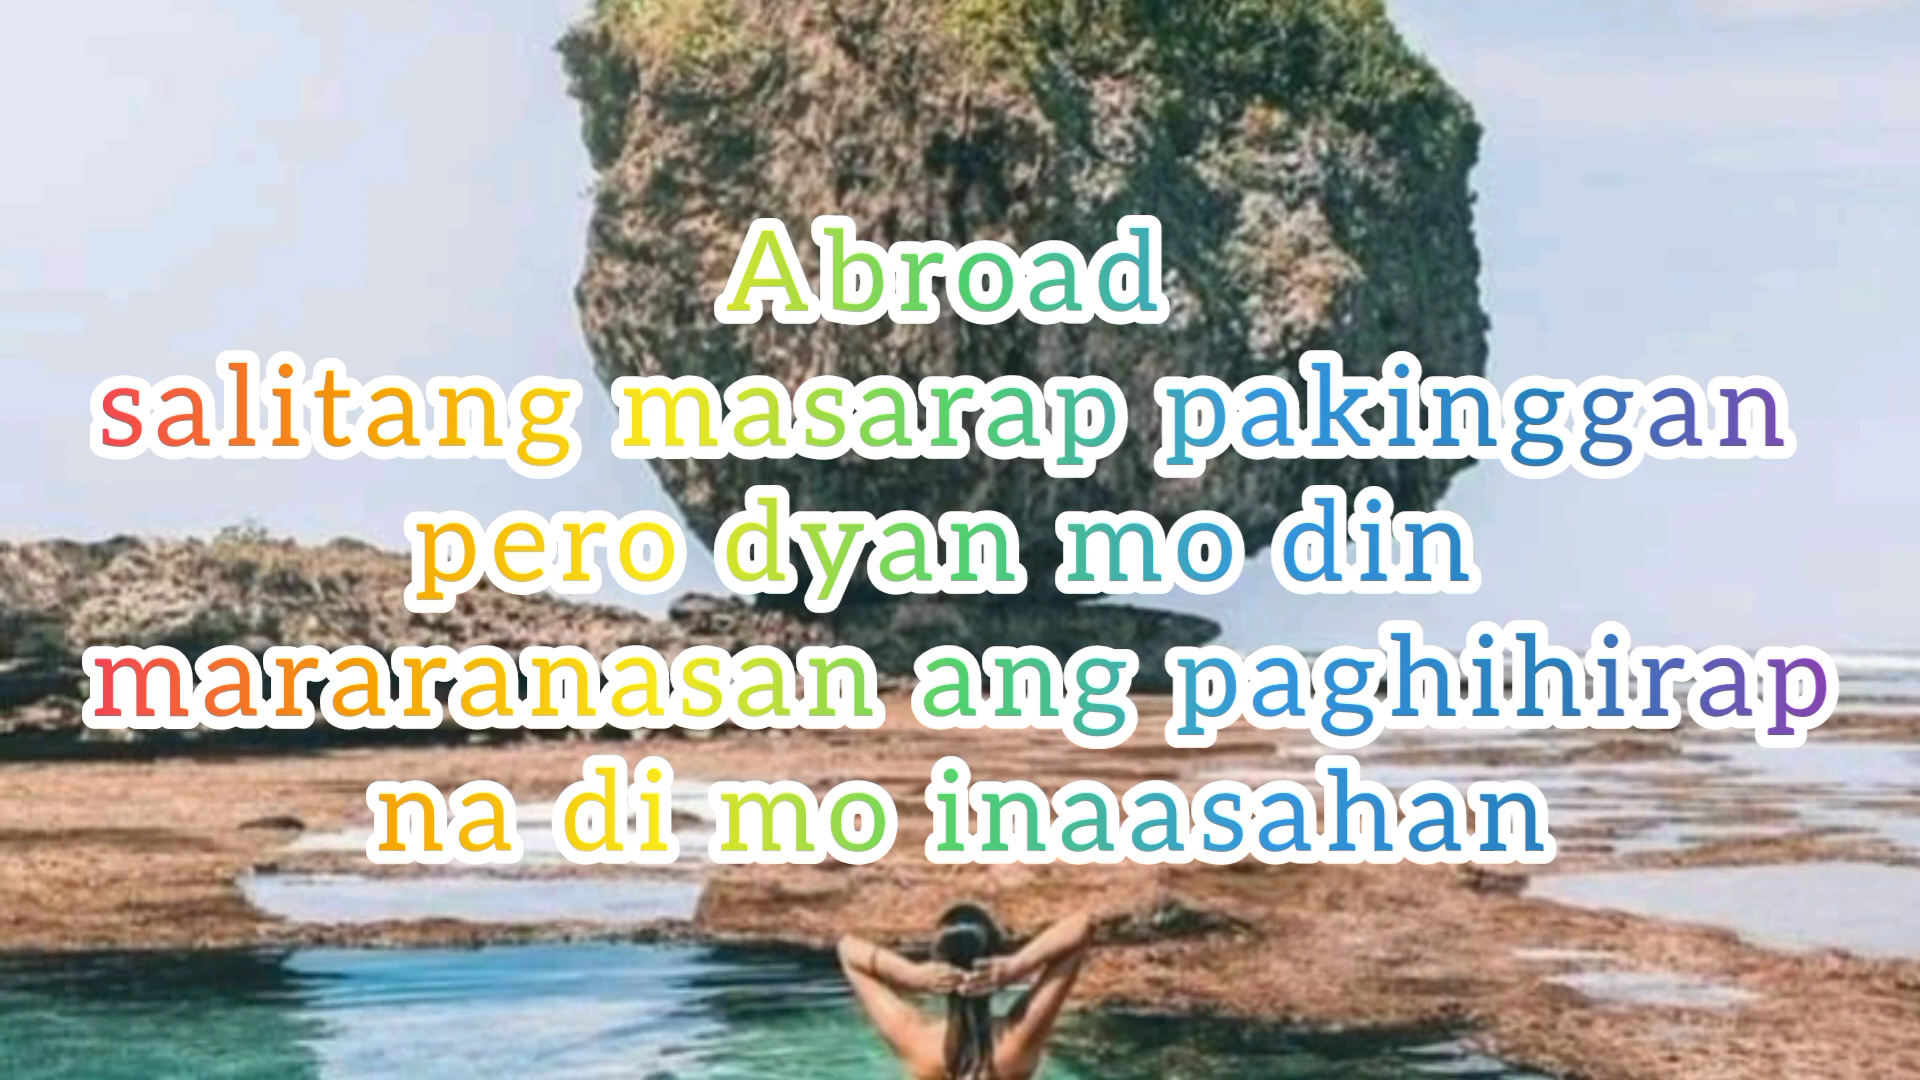 Abroad
salitang masarap pakinggan
pero dyan mo din
mararanasan ang paghihirap
na di mo inaasahan